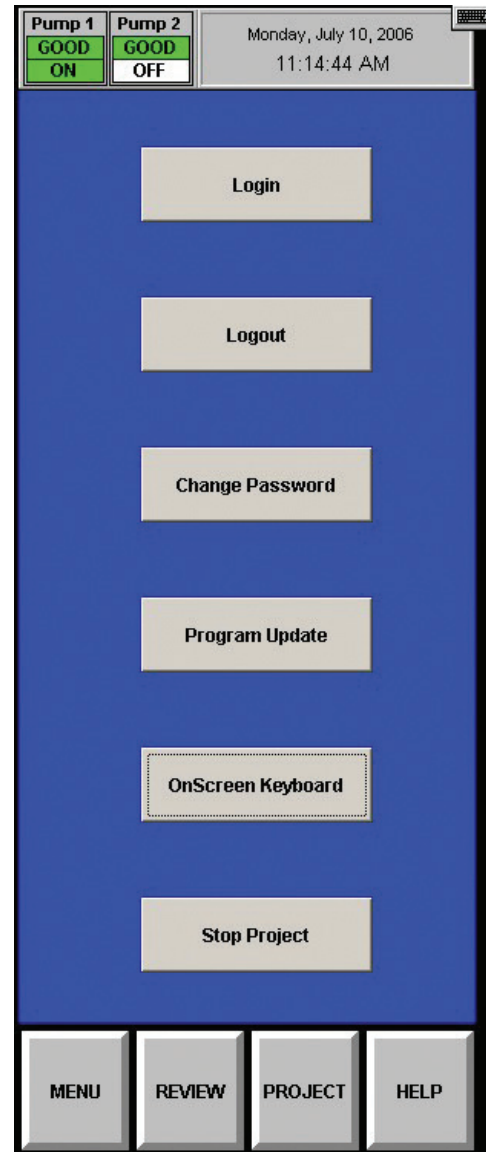 Pump 1
GOOD
ON
Pump 2
GOOD
OFF
Monday, July 10, 2006
11:14:44 AM
Login
Logout
Change Password
Program Update
OnScreen Keyboard
Stop Project
MENU
REVIEW
PROJECT
HELP